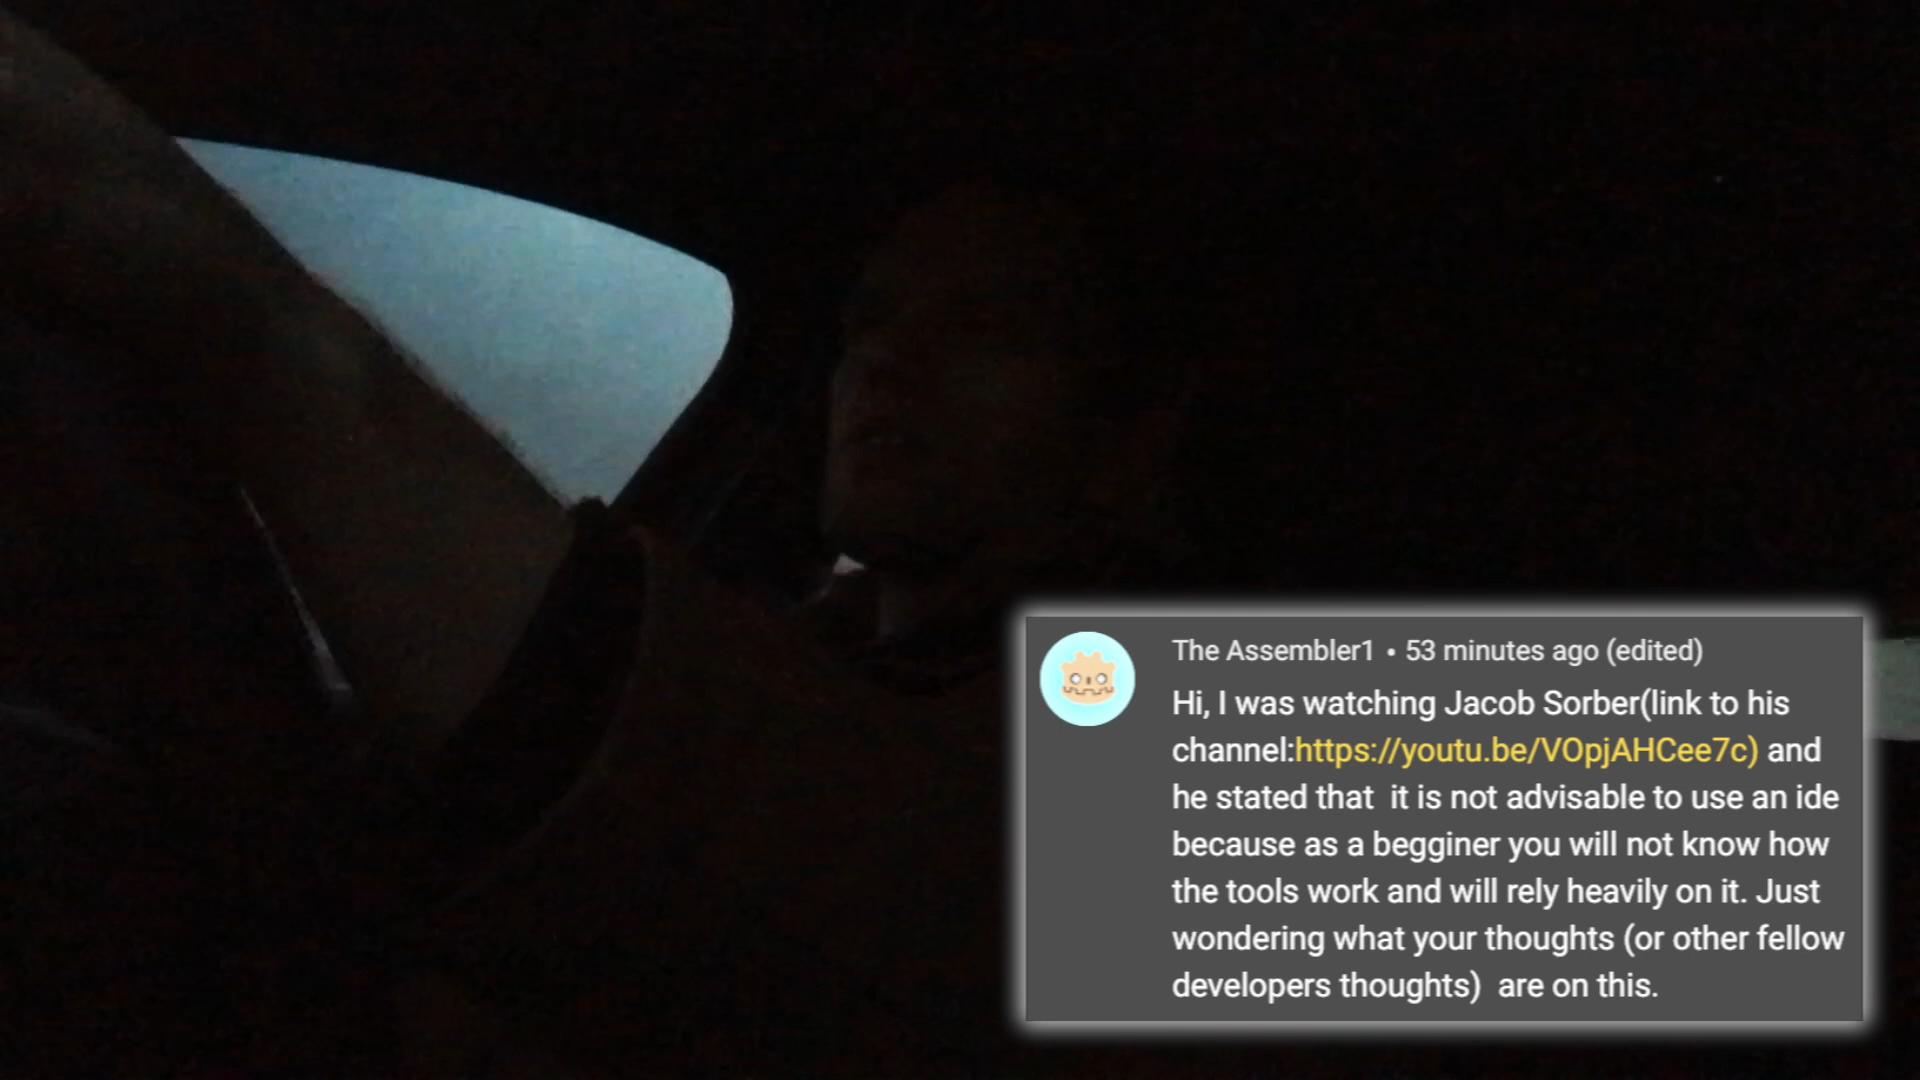 The Assembler1 • 53 minutes ago (edited)
Hi, I was watching Jacob Sorber(link to his
channel:https://youtu.be/VOpjAHCee7c) and
he stated that  it is not advisable to use an ide
because as a begginer you will not know how
the tools work and will rely heavily on it. Just
wondering what your thoughts (or other fellow
developers thoughts)  are on this.